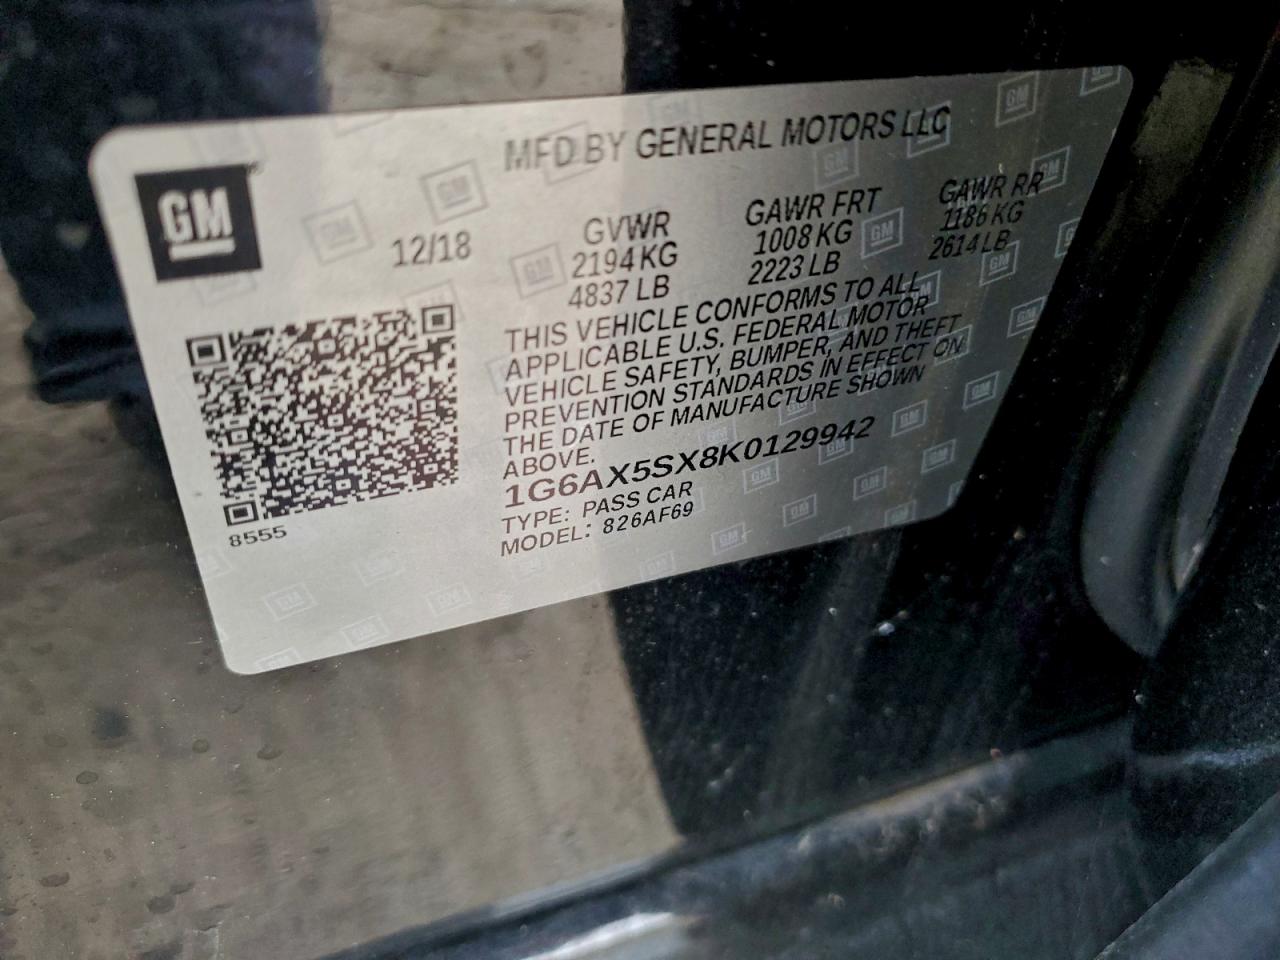 MFD BY GENERAL MOTORS LLC
GM
12/18
GVWR
2194 KG
4837 LB
GAWR FRT
1008 KG
2223 LB
GAWR RR
1186 KG
2614 LB
THIS VEHICLE CONFORMS TO ALL
APPLICABLE U.S. FEDERAL MOTOR
VEHICLE SAFETY, BUMPER, AND THEFT
PREVENTION STANDARDS IN EFFECT ON
THE DATE OF MANUFACTURE SHOWN
ABOVE.
1G6AX5SX8K0129942
TYPE: PASS CAR
MODEL: 826AF69
8555